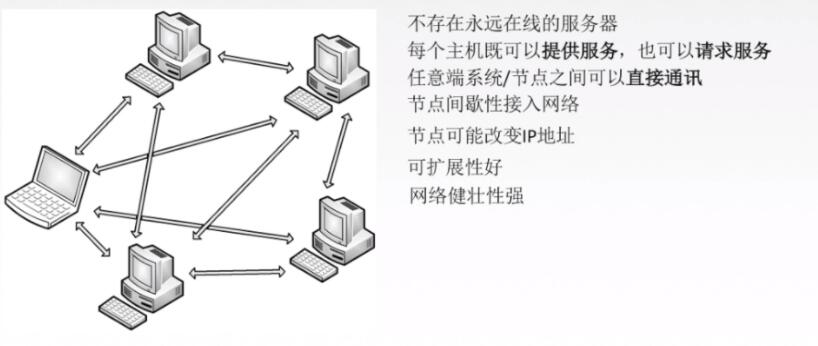 不存在永远在线的服务器
每个主机既可以提供服务，也可以请求服务
任意端系统/节点之间可以直接通讯
节点间歇性接入网络
节点可能改变IP地址
可扩展性好
网络健壮性强